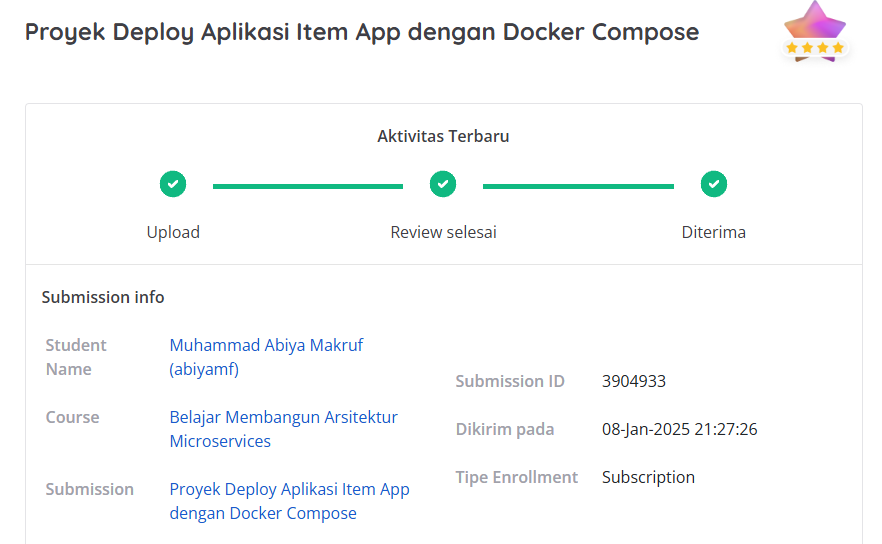 Proyek Deploy Aplikasi Item App dengan Docker Compose
Aktivitas Terbaru
Upload
Review selesai
Diterima
Submission info
Student
Name
Muhammad Abiya Makruf
(abiyamf)
Course
Belajar Membangun Arsitektur
Microservices
Submission
Proyek Deploy Aplikasi Item App
dengan Docker Compose
Submission ID
3904933
Dikirim pada
08-Jan-2025 21:27:26
Tipe Enrollment
Subscription